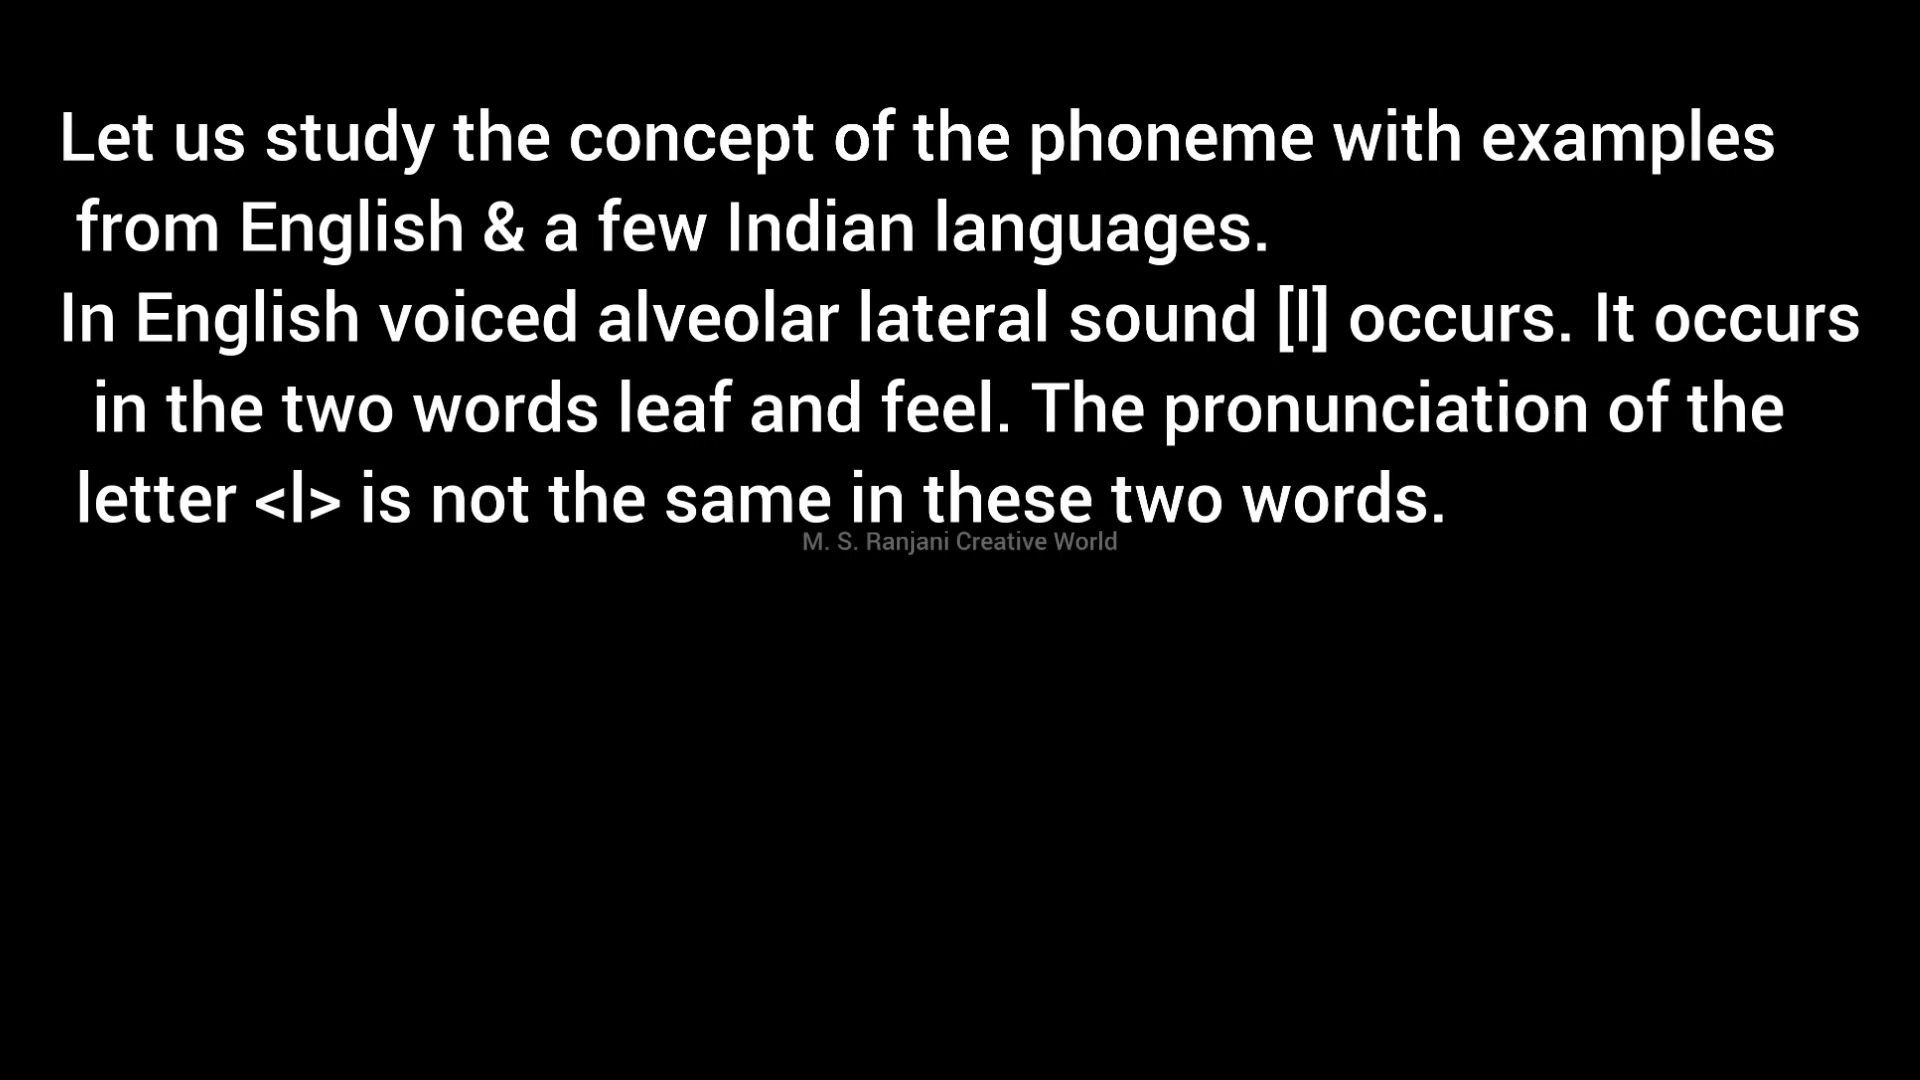 Let us study the concept of the phoneme with examples
from English & a few Indian languages.
In English voiced alveolar lateral sound [l] occurs. It occurs
in the two words leaf and feel. The pronunciation of the
letter <l> is not the same in these two words.
M. S. Ranjani Creative World